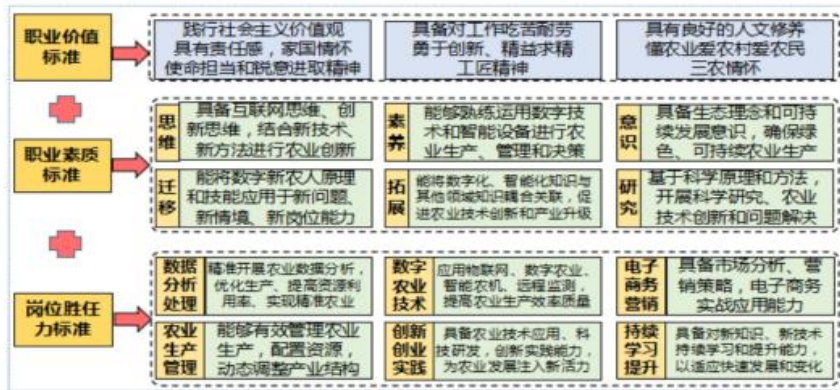 职业价值
标准
践行社会主义价值观
具有责任感，家国情怀
使命担当和锐意进取精神
具备对工作吃苦耐劳
勇于创新、精益求精
工匠精神
具有良好的人文修养
懂农业爱农村爱农民
三农情怀
职业素质
标准
思维
具备互联网思维、创
新思维，结合新技术、
新方法进行农业创新
素养
能够熟练运用数字技
术和智能设备进行农
业生产、管理和决策
意识
具备生态理念和可持
续发展意识，确保绿
色、可持续农业生产
迁移
能将数字新农人原理
和技能应用于新问题、
新情境、新岗位能力
拓展
能将数字化、智能化知识与
其他领域知识耦合关联，促
进农业技术创新和产业升级
研究
基于科学原理和方法，
开展科学研究、农业
技术创新和问题解决
岗位胜任
力标准
数据
分析
处理
精准开展农业数据分析，
优化生产、提高资源利
用率、实现精准农业
数字
农业
技术
应用物联网、数字农业、
智能农机、远程监测，
提高农业生产效率质量
电子
商务
营销
具备市场分析、营
销策略，电子商务
实战应用能力
农业
生产
管理
能够有效管理农业
生产，配置资源，
动态调整产业结构
创新
创业
实践
具备农业技术应用、科
技研发，创新实践能力，
为农业发展注入新活力
持续
学习
提升
具备对新知识、新技术
持续学习和提升能力，
以适应快速发展和变化